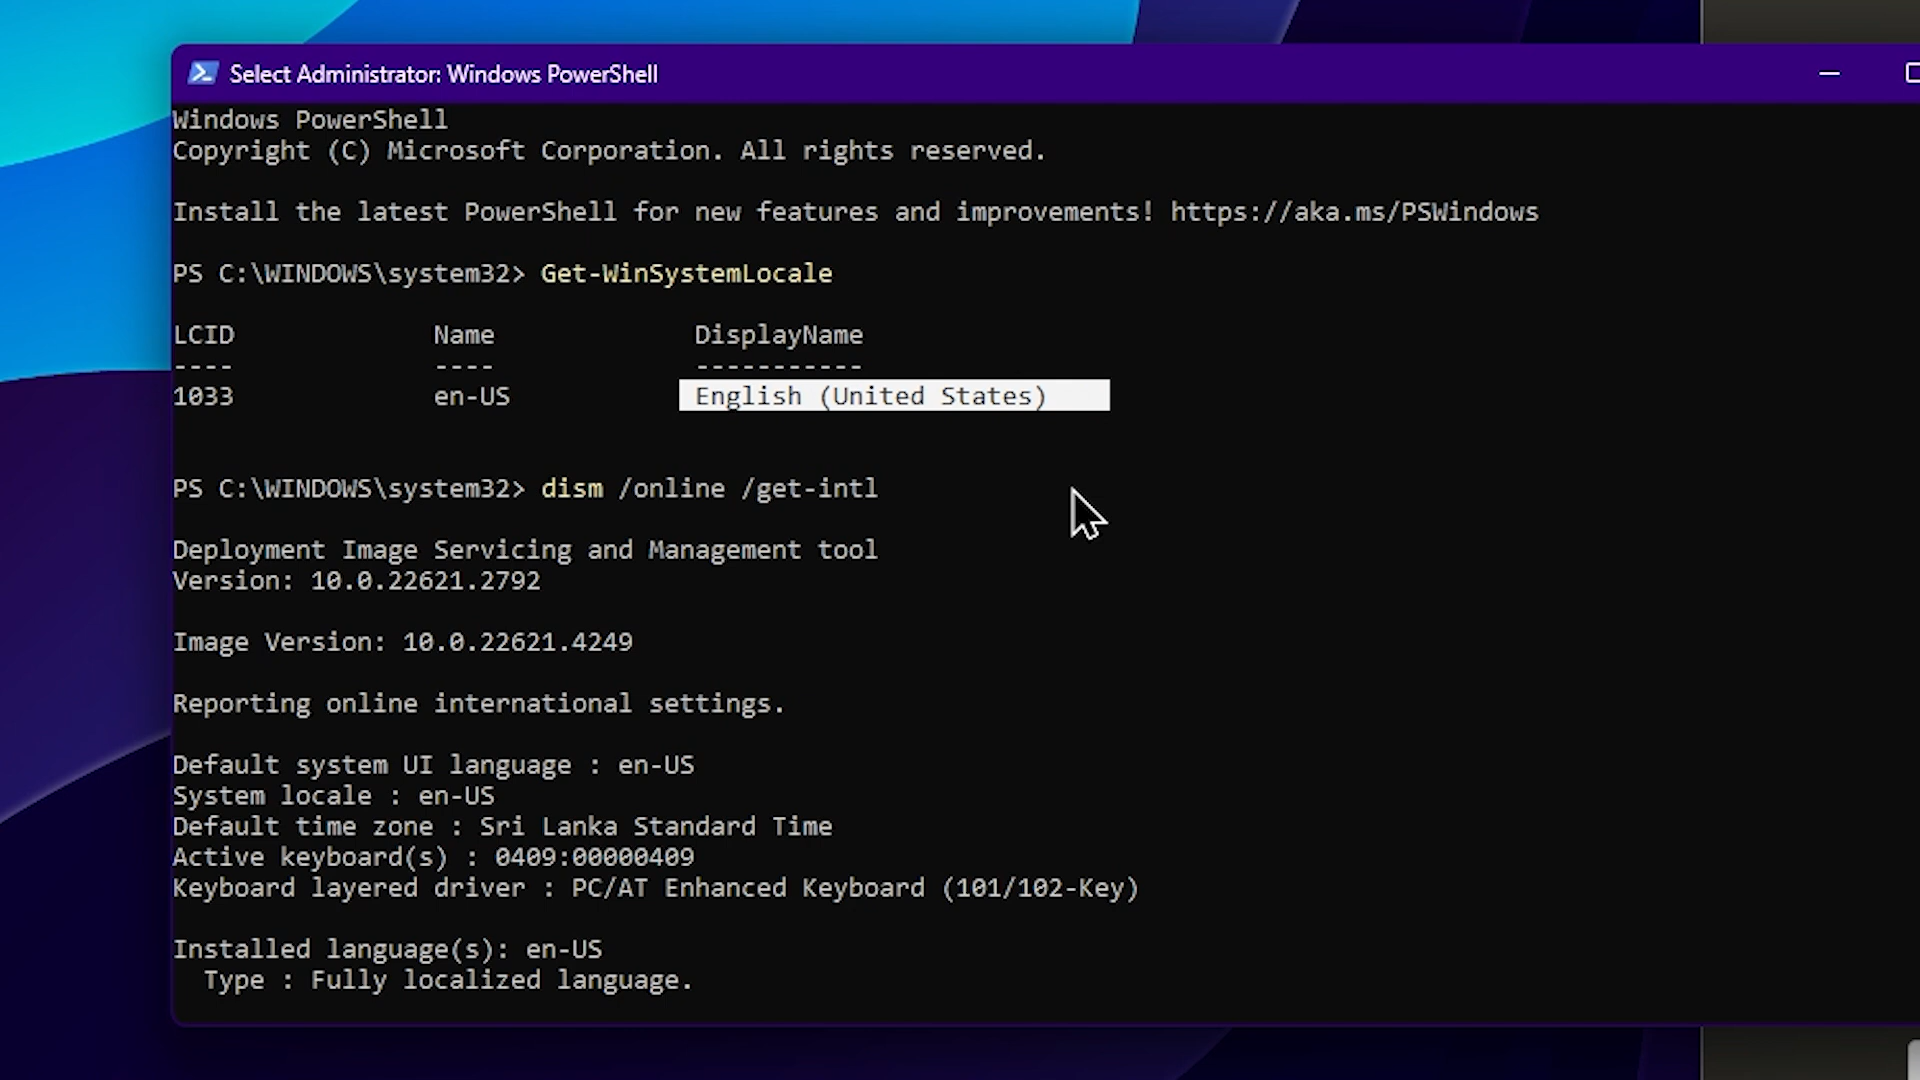 Select Administrator: Windows PowerShell
Windows PowerShell
Copyright (C) Microsoft Corporation. All rights reserved.
Install the latest PowerShell for new features and improvements! https://aka.ms/PSWindows
PS C:\WINDOWS\system32> Get-WinSystemLocale
LCID Name DisplayName
---- ---- -----------
1033 en-US English (United States)
PS C:\WINDOWS\system32> dism /online /get-intl
Deployment Image Servicing and Management tool
Version: 10.0.22621.2792
Image Version: 10.0.22621.4249
Reporting online international settings.
Default system UI language : en-US
System locale : en-US
Default time zone : Sri Lanka Standard Time
Active keyboard(s) : 0409:00000409
Keyboard layered driver : PC/AT Enhanced Keyboard (101/102-Key)
Installed language(s): en-US
Type : Fully localized language.